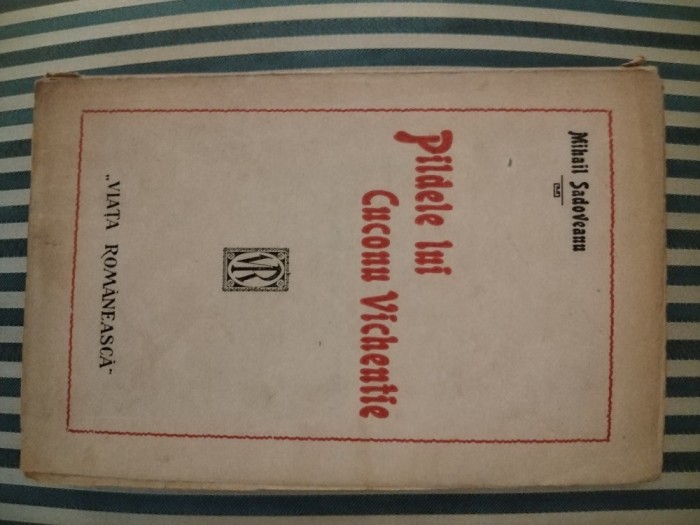 Mihail Sadoveanu
Pildele lui
Cuconu Vichentie
VR
„VIAȚA ROMÂNEASCĂ"